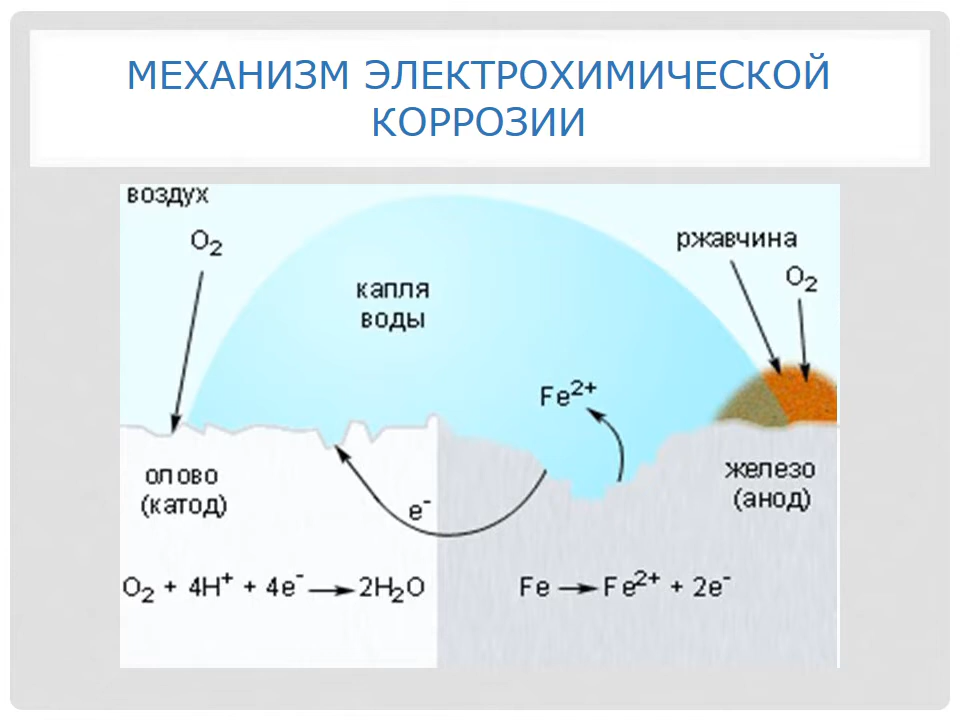 МЕХАНИЗМ ЭЛЕКТРОХИМИЧЕСКОЙ
КОРРОЗИИ
воздух
O₂
ржавчина
O₂
капля
воды
Fe²⁺
олово
(катод)
e⁻
железо
(анод)
O₂ + 4H⁺ + 4e⁻ → 2H₂O
Fe → Fe²⁺ + 2e⁻